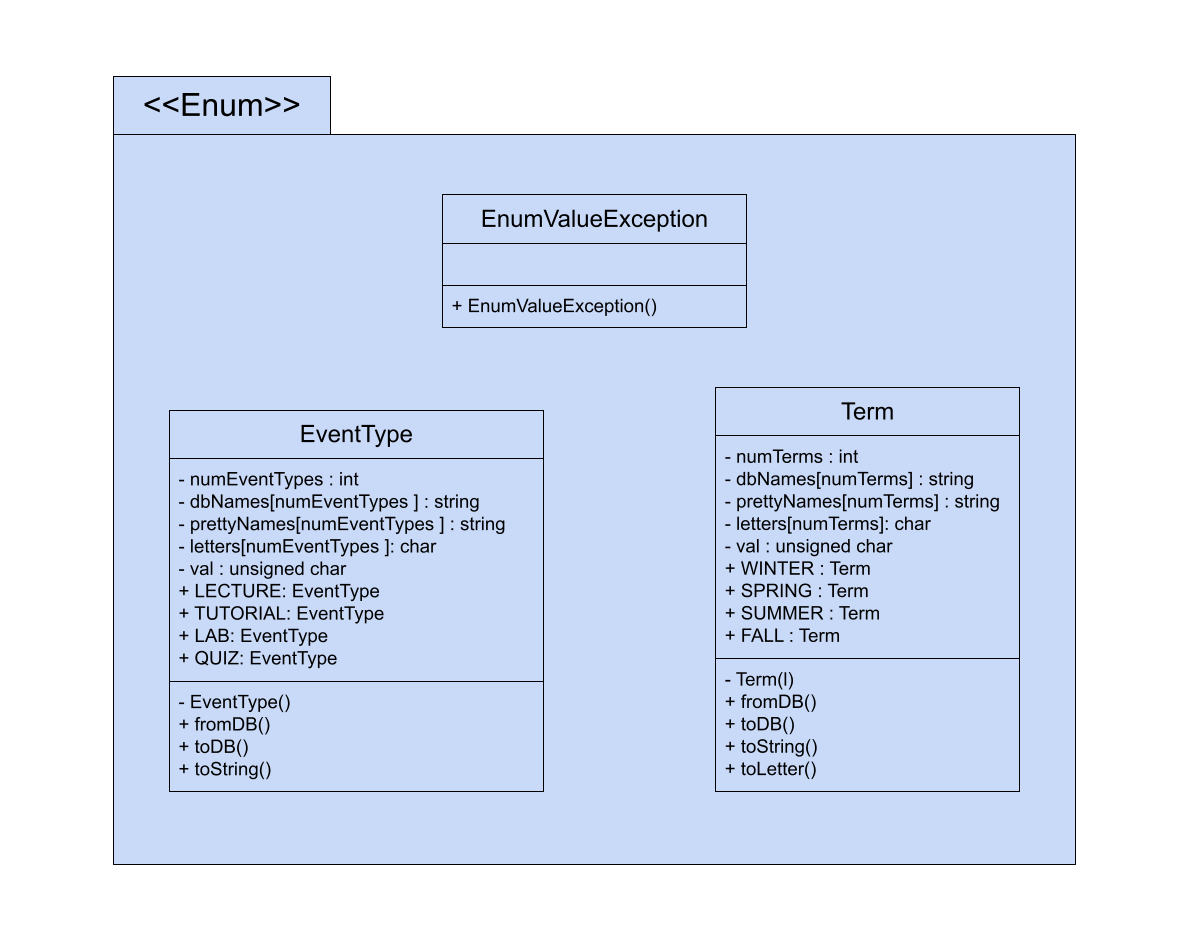 <<Enum>>
EnumValueException
+ EnumValueException()
EventType
- numEventTypes : int
- dbNames[numEventTypes ] : string
- prettyNames[numEventTypes ] : string
- letters[numEventTypes ]: char
- val : unsigned char
+ LECTURE: EventType
+ TUTORIAL: EventType
+ LAB: EventType
+ QUIZ: EventType
- EventType()
+ fromDB()
+ toDB()
+ toString()
Term
- numTerms : int
- dbNames[numTerms] : string
- prettyNames[numTerms] : string
- letters[numTerms]: char
- val : unsigned char
+ WINTER : Term
+ SPRING : Term
+ SUMMER : Term
+ FALL : Term
- Term(l)
+ fromDB()
+ toDB()
+ toString()
+ toLetter()